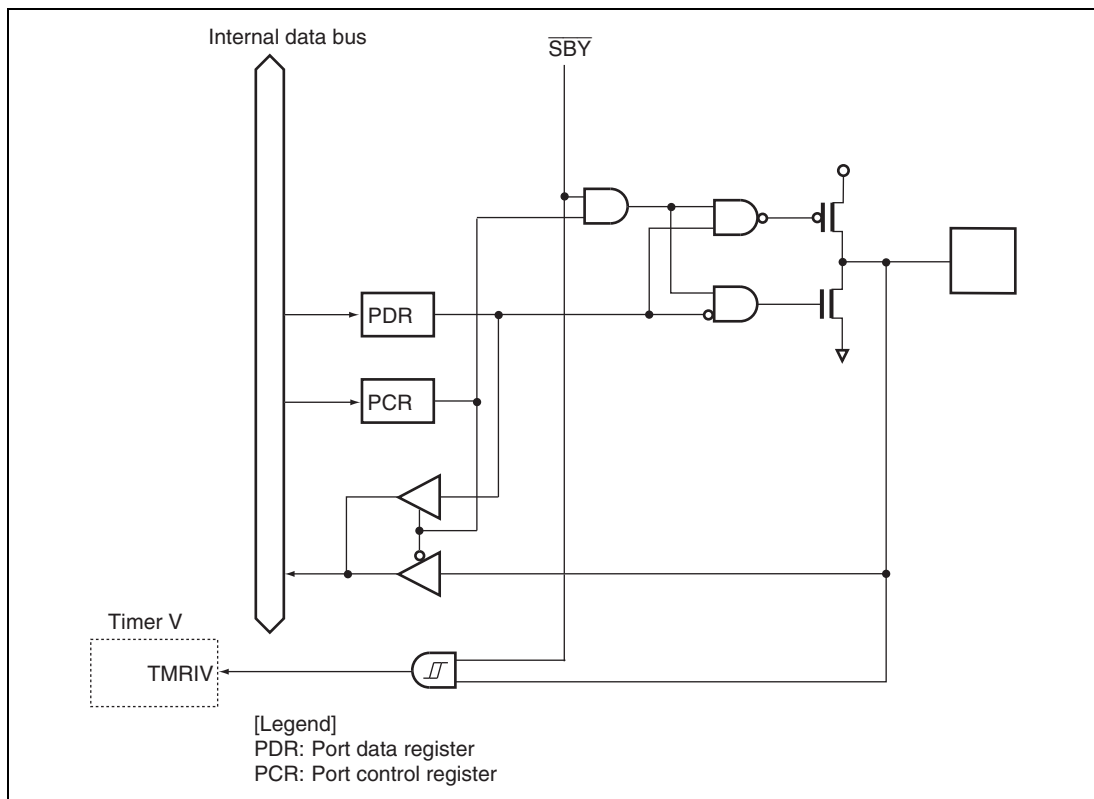 Internal data bus
SBY
PDR
PCR
Timer V
TMRIV
[Legend]
PDR: Port data register
PCR: Port control register